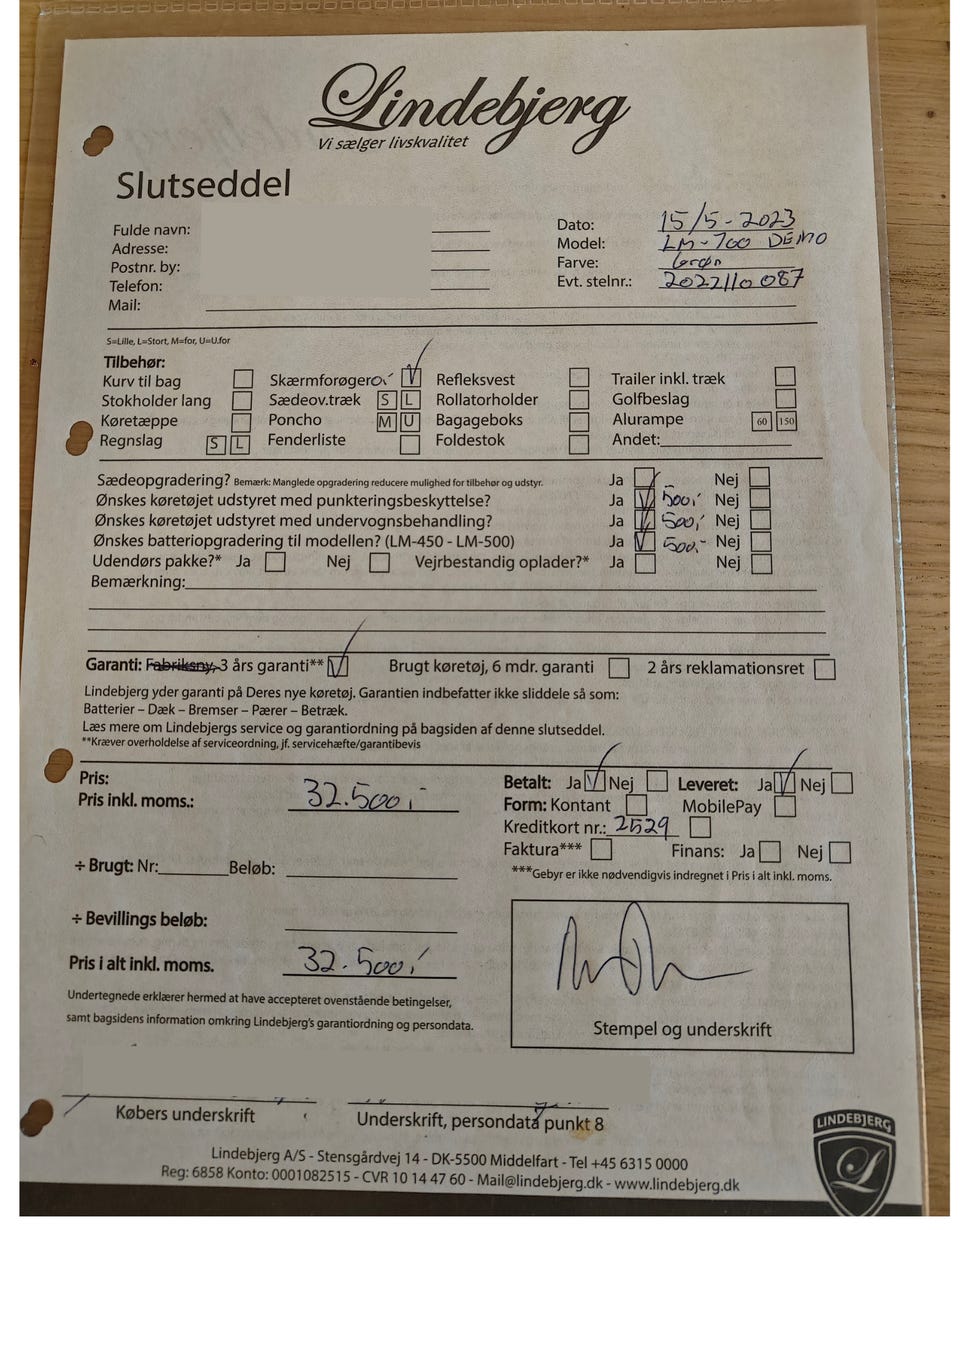 Lindebjerg
Vi sælger livskvalitet
Slutseddel
Fulde navn:
Adresse:
Postnr. by:
Telefon:
Mail:
Dato: 15/5-2023
Model: LM-700 DEMO
Farve: Grøn
Evt. stelnr.: 2022110087
S=Lille, L=Stort, M=for, U=U.for
Tilbehør:
Kurv til bag Skærmforøger 0,- Refleksvest Trailer inkl. træk
Stokholder lang Sædeov.træk S L Rollatorholder Golfbeslag
Køretæppe Poncho M U Bagageboks Alurampe 60 150
Regnslag S L Fenderliste Foldestok Andet:
Sædeopgradering? Bemærk: Manglede opgradering reducere mulighed for tilbehør og udstyr. Ja Nej
Ønskes køretøjet udstyret med punkteringsbeskyttelse? Ja 500,- Nej
Ønskes køretøjet udstyret med undervognsbehandling? Ja 500,- Nej
Ønskes batteriopgradering til modellen? (LM-450 - LM-500) Ja 500,- Nej
Udendørs pakke?* Ja Nej Vejrbestandig oplader?* Ja Nej
Bemærkning:
Garanti: Fabriksny, 3 års garanti** Brugt køretøj, 6 mdr. garanti 2 års reklamationsret
Lindebjerg yder garanti på Deres nye køretøj. Garantien indbefatter ikke sliddele så som:
Batterier – Dæk – Bremser – Pærer – Betræk.
Læs mere om Lindebjergs service og garantiordning på bagsiden af denne slutseddel.
**Kræver overholdelse af serviceordning, jf. servicehæfte/garantibevis
Pris:
Pris inkl. moms.: 32.500,-
÷ Brugt: Nr: Beløb:
÷ Bevillings beløb:
Pris i alt inkl. moms. 32.500,-
Undertegnede erklærer hermed at have accepteret ovenstående betingelser,
samt bagsidens information omkring Lindebjerg's garantiordning og persondata.
Betalt: Ja Nej Leveret: Ja Nej
Form: Kontant MobilePay
Kreditkort nr.: 2529
Faktura*** Finans: Ja Nej
***Gebyr er ikke nødvendigvis indregnet i Pris i alt inkl. moms.
Stempel og underskrift
Købers underskrift Underskrift, persondata punkt 8
Lindebjerg A/S - Stensgårdvej 14 - DK-5500 Middelfart - Tel +45 6315 0000
Reg: 6858 Konto: 0001082515 - CVR 10 14 47 60 - Mail@lindebjerg.dk - www.lindebjerg.dk
LINDEBJERG
L